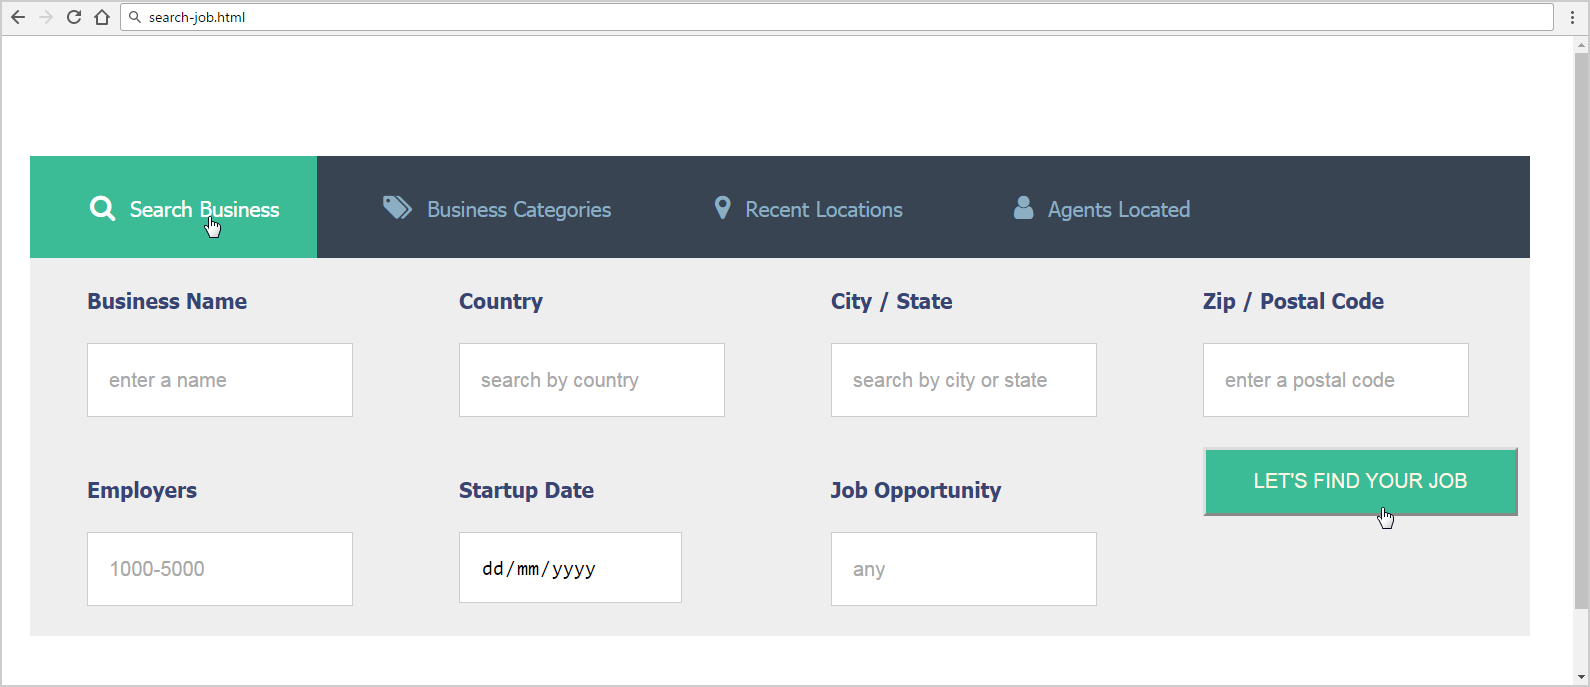 search-job.html
Search Business
Business Categories
Recent Locations
Agents Located
Business Name
Country
City / State
Zip / Postal Code
enter a name
search by country
search by city or state
enter a postal code
LET'S FIND YOUR JOB
Employers
Startup Date
Job Opportunity
1000-5000
dd/mm/yyyy
any